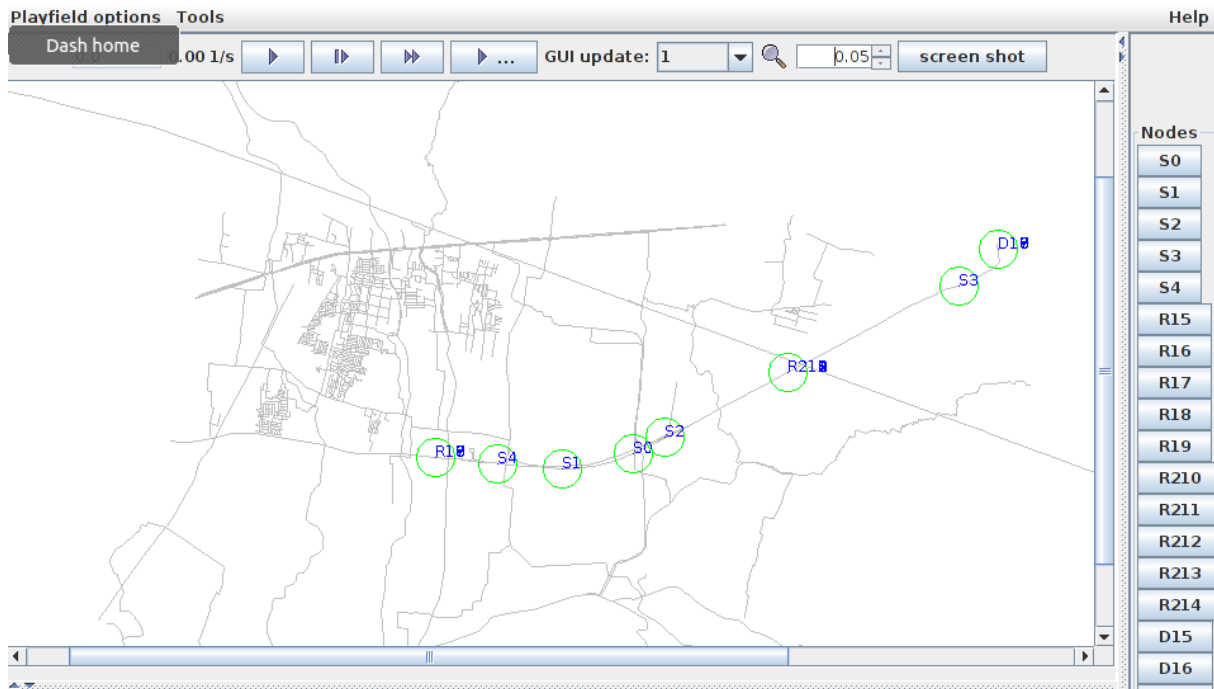 Playfield options Tools Help
Dash home
0.00 1/s ... GUI update: 1 0.05 screen shot
Nodes
S0
S1
S2
S3
S4
R15
R16
R17
R18
R19
R210
R211
R212
R213
R214
D15
D16
S3
S2
S0
S4
S1